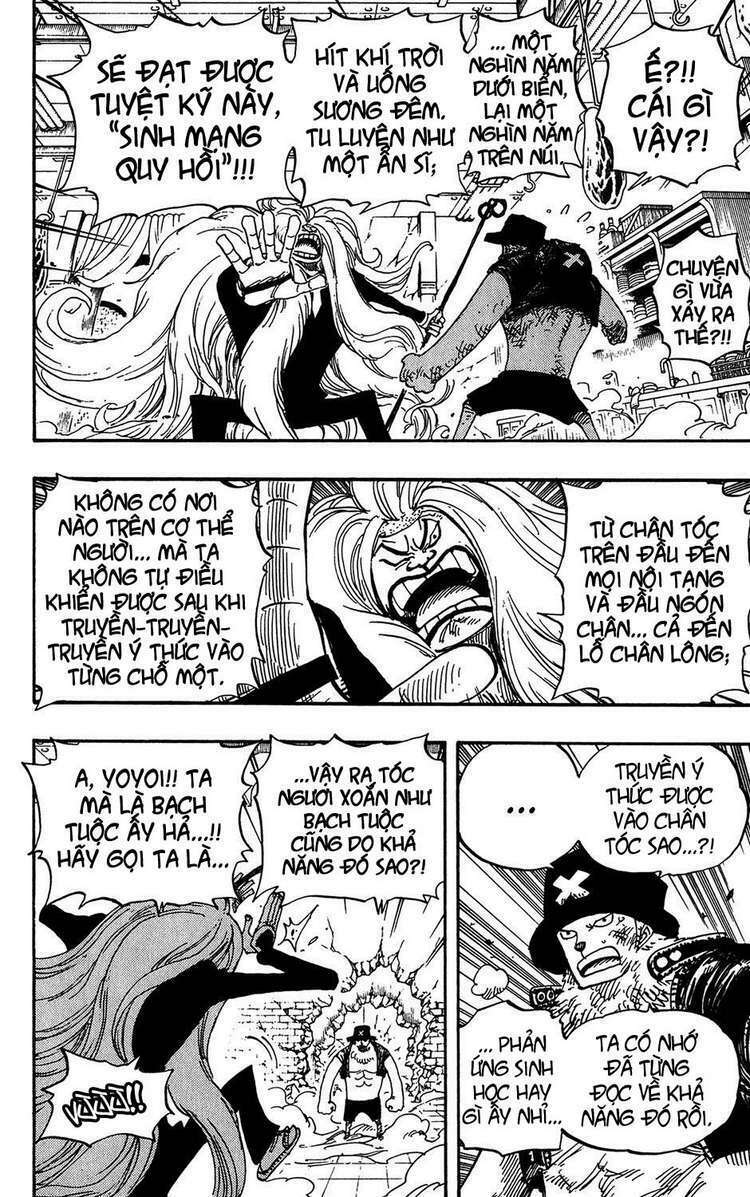 Ế?!!
CÁI GÌ
VẬY?!
... MỘT
NGHÌN NĂM
DƯỚI BIỂN,
LẠI MỘT
NGHÌN NĂM
TRÊN NÚI,
HÍT KHÍ TRỜI
VÀ UỐNG
SƯƠNG ĐÊM,
TU LUYỆN NHƯ
MỘT ẨN SĨ;
SẼ ĐẠT ĐƯỢC
TUYỆT KỸ NÀY,
"SINH MẠNG
QUY HỒI"!!!
CHUYỆN
GÌ VỪA
XẢY RA
THẾ?!!
TỪ CHÂN TÓC
TRÊN ĐẦU ĐẾN
MỌI NỘI TẠNG
VÀ ĐẦU NGÓN
CHÂN... CẢ ĐẾN
LỖ CHÂN LÔNG;
KHÔNG CÓ NƠI
NÀO TRÊN CƠ THỂ
NGƯỜI... MÀ TA
KHÔNG TỰ ĐIỀU
KHIỂN ĐƯỢC SAU KHI
TRUYỀN-TRUYỀN-
TRUYỀN Ý THỨC VÀO
TỪNG CHỖ MỘT.
TRUYỀN Ý
THỨC ĐƯỢC
VÀO CHÂN
TÓC SAO...?!
...
TA CÓ NHỚ
ĐÃ TỪNG
ĐỌC VỀ KHẢ
NĂNG ĐÓ RỒI.
... PHẢN
ỨNG SINH
HỌC HAY
GÌ ẤY NHỈ...
100
...VẬY RA TÓC
NGƯƠI XOẮN NHƯ
BẠCH TUỘC
CŨNG DO KHẢ
NĂNG ĐÓ SAO?!
A, YOYOI!! TA
MÀ LÀ BẠCH
TUỘC ẤY HẢ...!!
HÃY GỌI TA LÀ...
VÀÀÀ!!